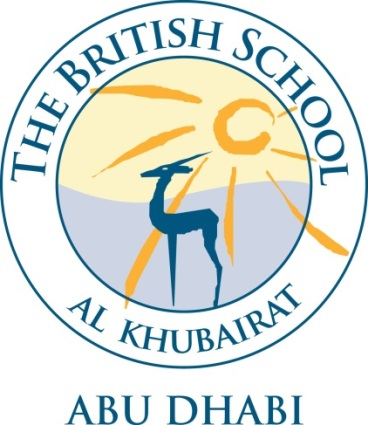 THE BRITISH SCHOOL
AL KHUBAIRAT
ABU DHABI